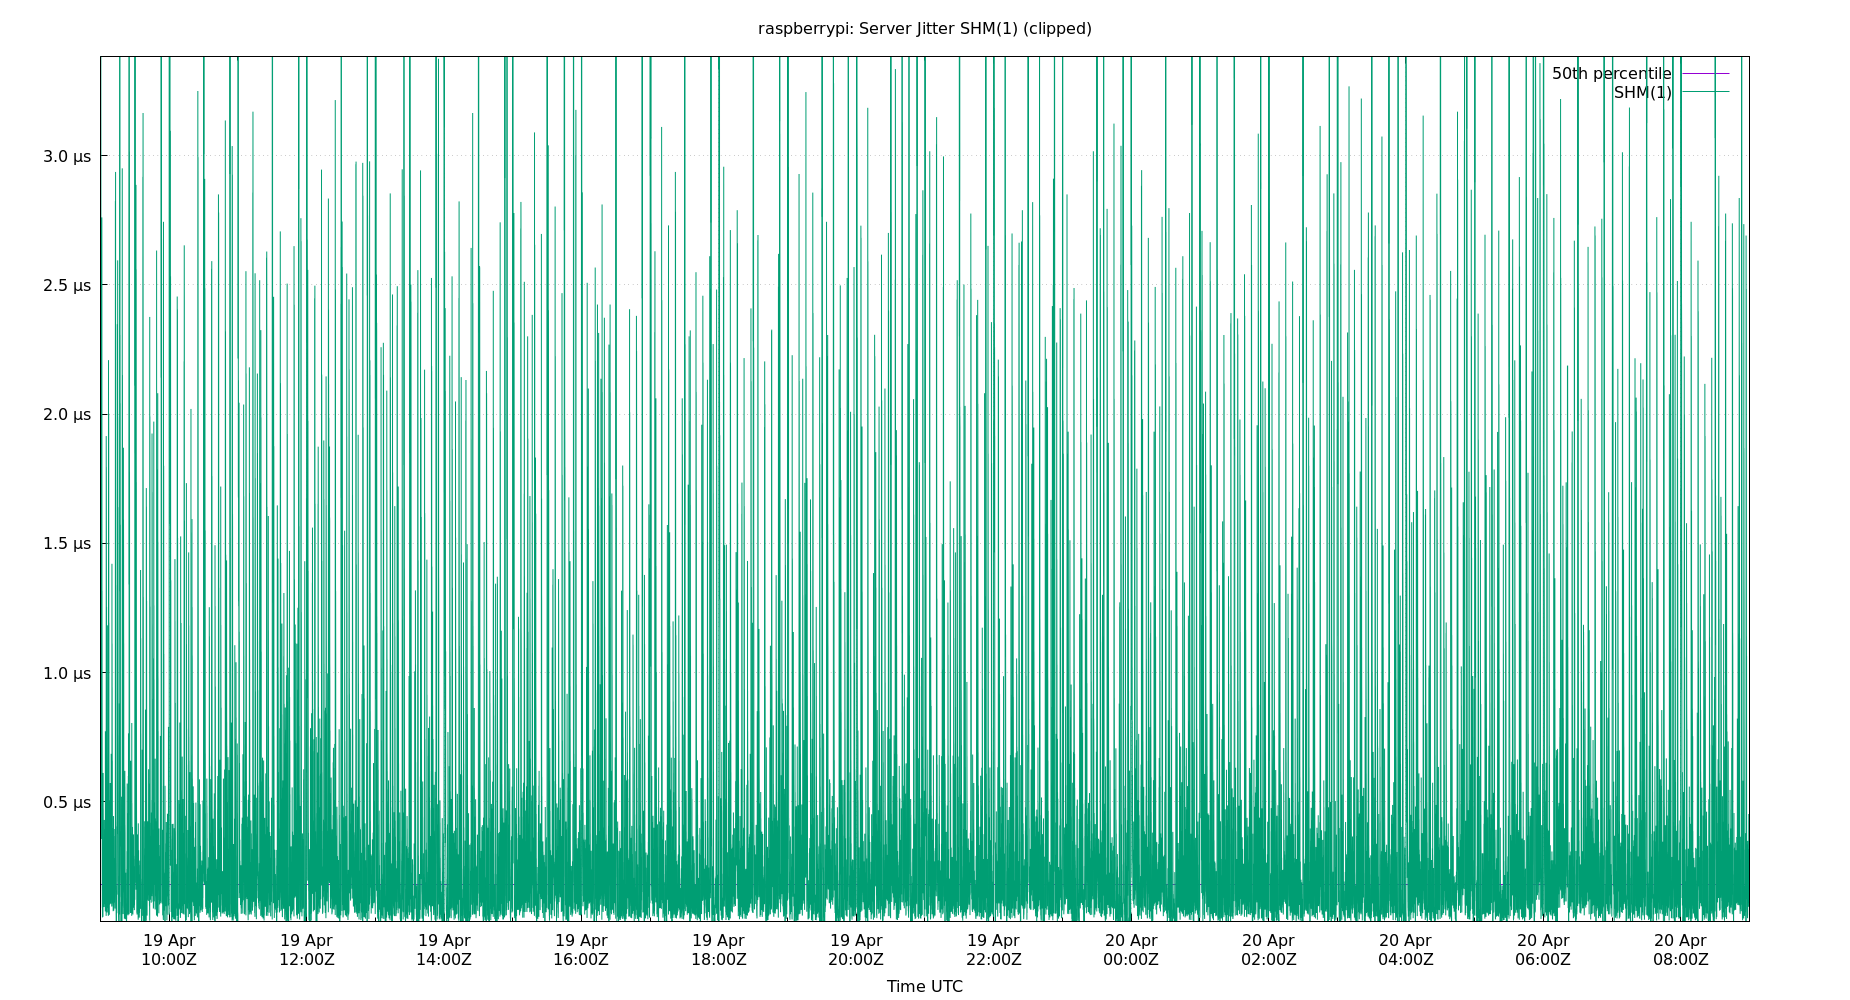 raspberrypi: Server Jitter SHM(1) (clipped)
50th percentile
SHM(1)
3.0 µs
2.5 µs
2.0 µs
1.5 µs
1.0 µs
0.5 µs
19 Apr 19 Apr 19 Apr 19 Apr 19 Apr 19 Apr 19 Apr 20 Apr 20 Apr 20 Apr 20 Apr 20 Apr
10:00Z 12:00Z 14:00Z 16:00Z 18:00Z 20:00Z 22:00Z 00:00Z 02:00Z 04:00Z 06:00Z 08:00Z
Time UTC